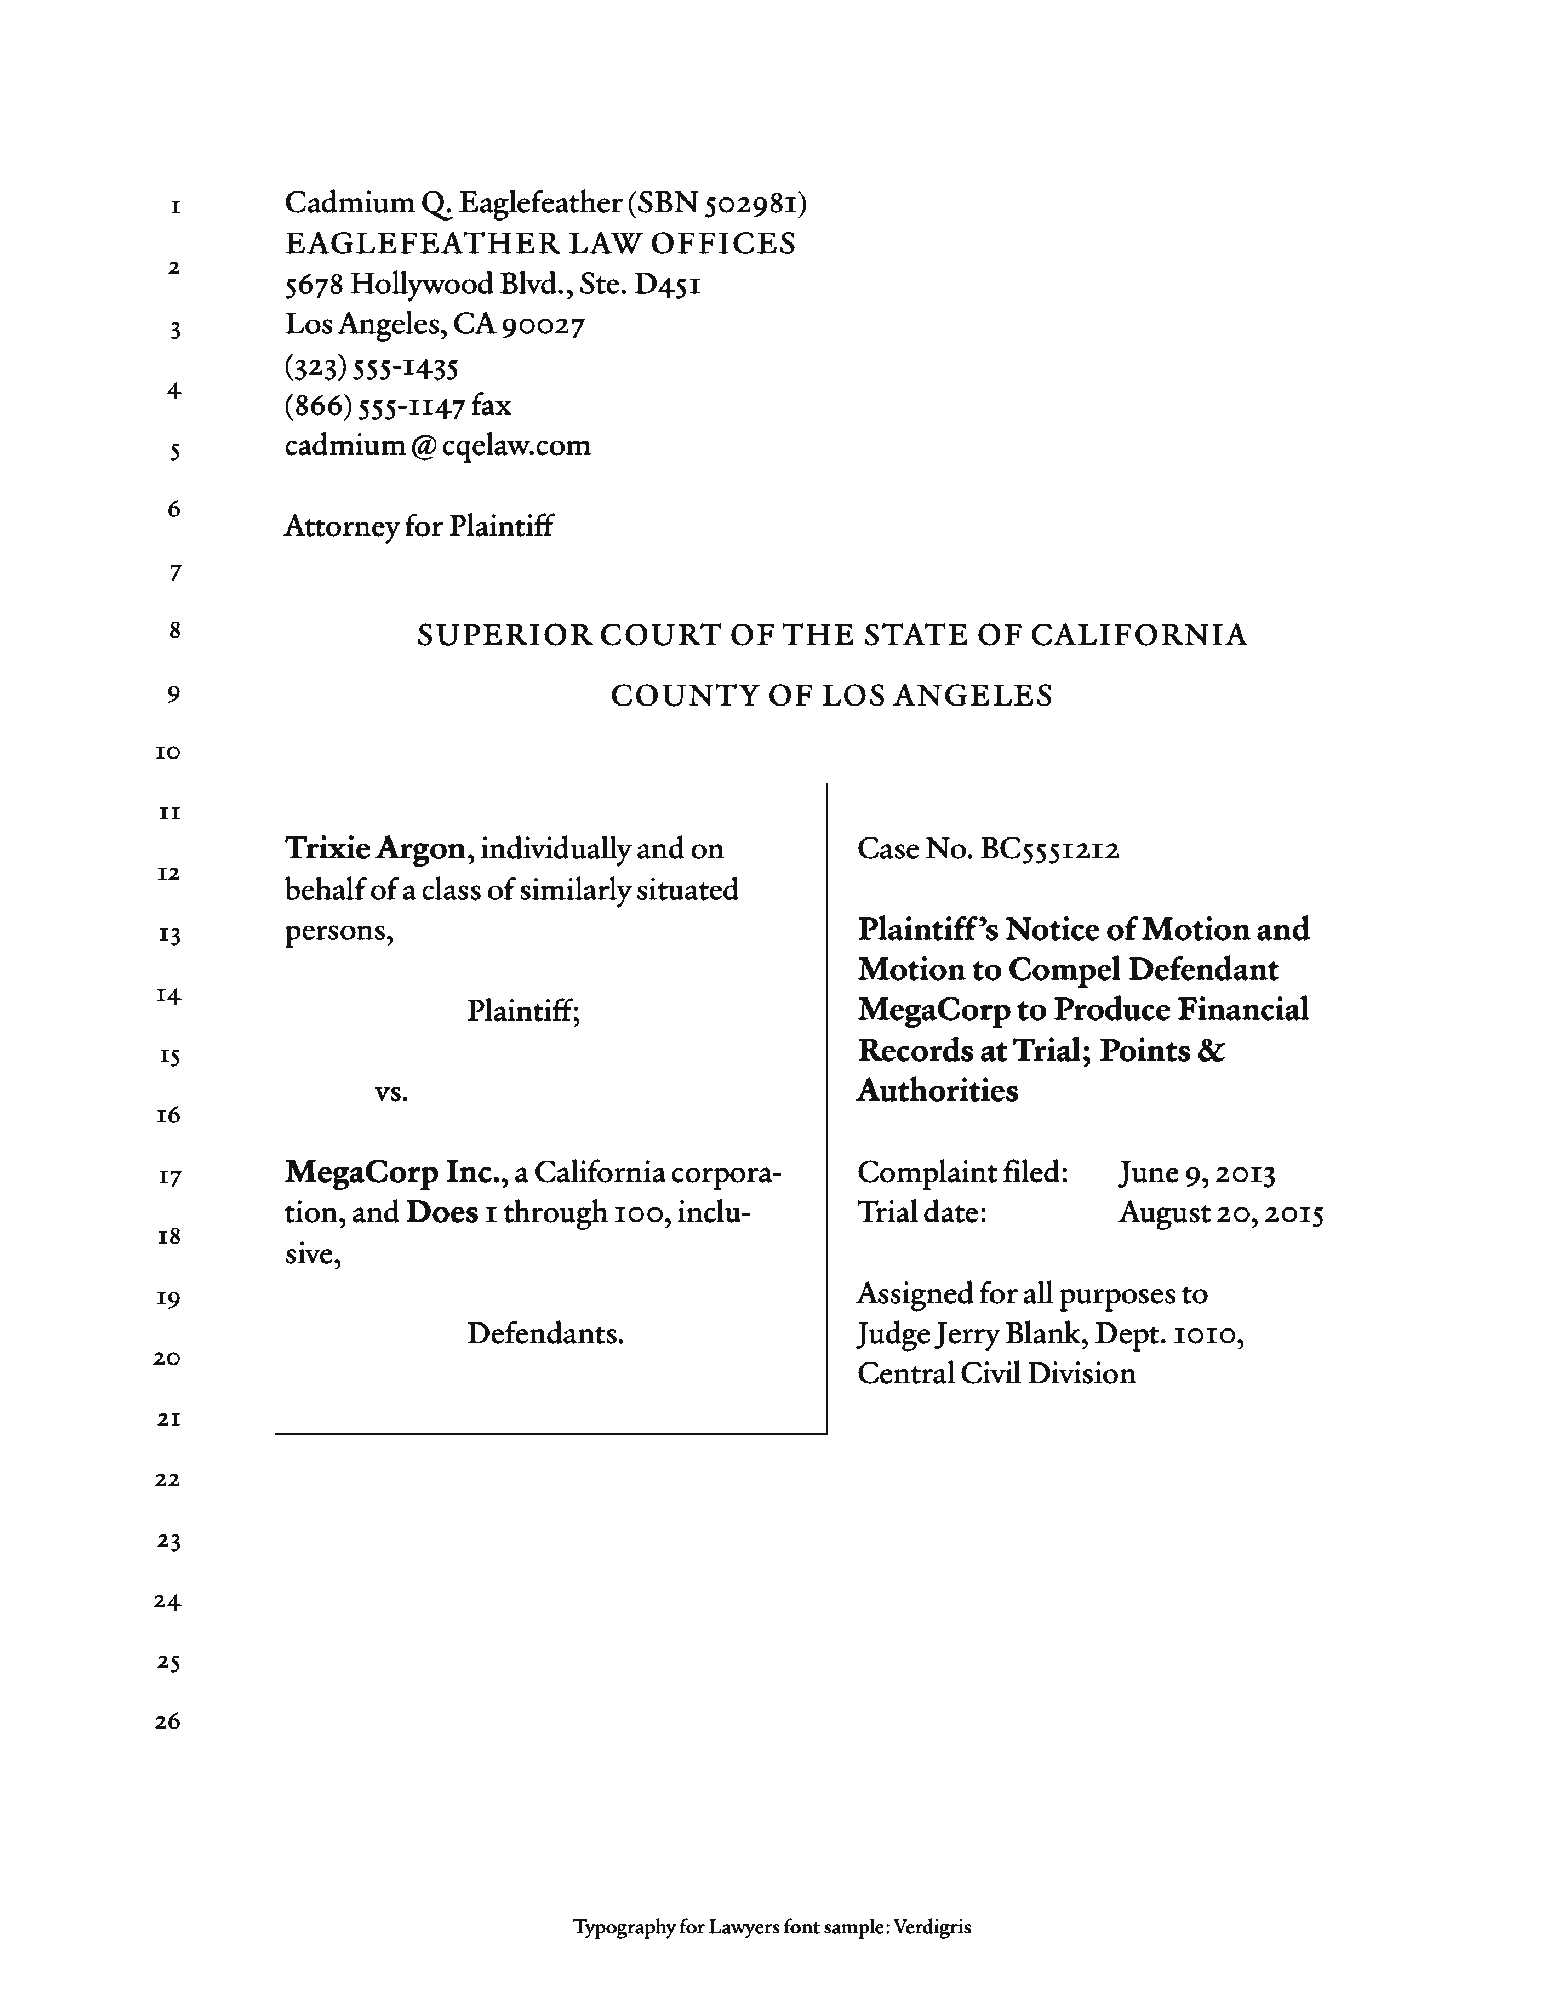 1
2
3
4
5
6
7
8
9
10
11
12
13
14
15
16
17
18
19
20
21
22
23
24
25
26
Cadmium Q. Eaglefeather (SBN 502981)
EAGLEFEATHER LAW OFFICES
5678 Hollywood Blvd., Ste. D451
Los Angeles, CA 90027
(323) 555-1435
(866) 555-1147 fax
cadmium@cqelaw.com
Attorney for Plaintiff
SUPERIOR COURT OF THE STATE OF CALIFORNIA
COUNTY OF LOS ANGELES
Trixie Argon, individually and on
behalf of a class of similarly situated
persons,
Plaintiff;
vs.
MegaCorp Inc., a California corpora-
tion, and Does 1 through 100, inclu-
sive,
Defendants.
Case No. BC5551212
Plaintiff’s Notice of Motion and
Motion to Compel Defendant
MegaCorp to Produce Financial
Records at Trial; Points &
Authorities
Complaint filed: June 9, 2013
Trial date: August 20, 2015
Assigned for all purposes to
Judge Jerry Blank, Dept. 1010,
Central Civil Division
Typography for Lawyers font sample: Verdigris